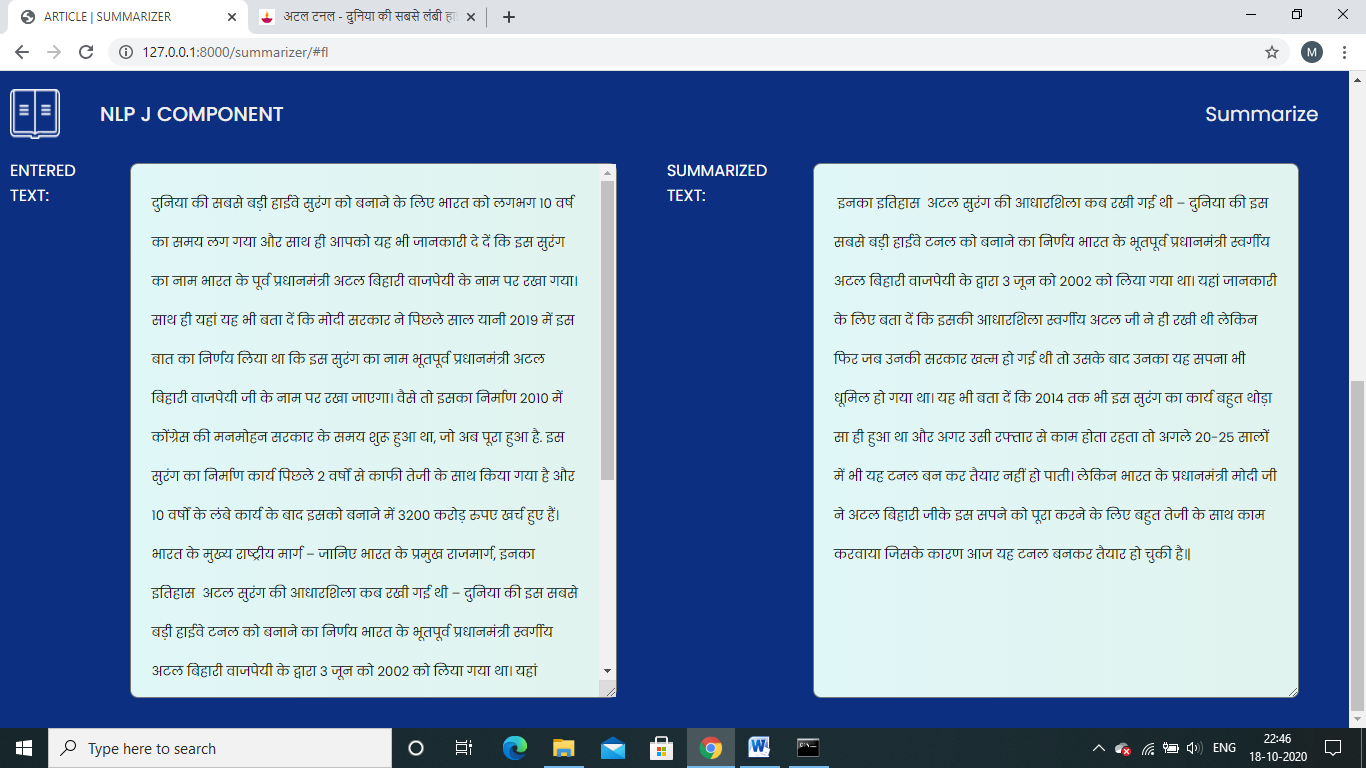 ARTICLE | SUMMARIZER
अटल टनल - दुनिया की सबसे लंबी
127.0.0.1:8000/summarizer/#fl
M
NLP J COMPONENT
Summarize
ENTERED
TEXT:
दुनिया की सबसे बड़ी हाईवे सुरंग को बनाने के लिए भारत को लगभग 10 वर्ष
का समय लग गया और साथ ही आपको यह भी जानकारी दे दें कि इस सुरंग
का नाम भारत के पूर्व प्रधानमंत्री अटल बिहारी वाजपेयी के नाम पर रखा गया।
साथ ही यहां यह भी बता दें कि मोदी सरकार ने पिछले साल यानी 2019 में इस
बात का निर्णय लिया था कि इस सुरंग का नाम भूतपूर्व प्रधानमंत्री अटल
बिहारी वाजपेयी जी के नाम पर रखा जाएगा। वैसे तो इसका निर्माण 2010 में
कोंग्रेस की मनमोहन सरकार के समय शुरू हुआ था, जो अब पूरा हुआ है. इस
सुरंग का निर्माण कार्य पिछले 2 वर्षों से काफी तेजी के साथ किया गया है और
10 वर्षों के लंबे कार्य के बाद इसको बनाने में 3200 करोड़ रुपए खर्च हुए हैं।
भारत के मुख्य राष्ट्रीय मार्ग – जानिए भारत के प्रमुख राजमार्ग, इनका
इतिहास अटल सुरंग की आधारशिला कब रखी गई थी – दुनिया की इस सबसे
बड़ी हाईवे टनल को बनाने का निर्णय भारत के भूतपूर्व प्रधानमंत्री स्वर्गीय
अटल बिहारी वाजपेयी के द्वारा 3 जून को 2002 को लिया गया था। यहां
SUMMARIZED
TEXT:
इनका इतिहास अटल सुरंग की आधारशिला कब रखी गई थी – दुनिया की इस
सबसे बड़ी हाईवे टनल को बनाने का निर्णय भारत के भूतपूर्व प्रधानमंत्री स्वर्गीय
अटल बिहारी वाजपेयी के द्वारा 3 जून को 2002 को लिया गया था। यहां जानकारी
के लिए बता दें कि इसकी आधारशिला स्वर्गीय अटल जी ने ही रखी थी लेकिन
फिर जब उनकी सरकार खत्म हो गई थी तो उसके बाद उनका यह सपना भी
धूमिल हो गया था। यह भी बता दें कि 2014 तक भी इस सुरंग का कार्य बहुत थोड़ा
सा ही हुआ था और अगर उसी रफ्तार से काम होता रहता तो अगले 20-25 सालों
में भी यह टनल बन कर तैयार नहीं हो पाती। लेकिन भारत के प्रधानमंत्री मोदी जी
ने अटल बिहारी जीके इस सपने को पूरा करने के लिए बहुत तेजी के साथ काम
करवाया जिसके कारण आज यह टनल बनकर तैयार हो चुकी है।
Type here to search
ENG
22:46
18-10-2020